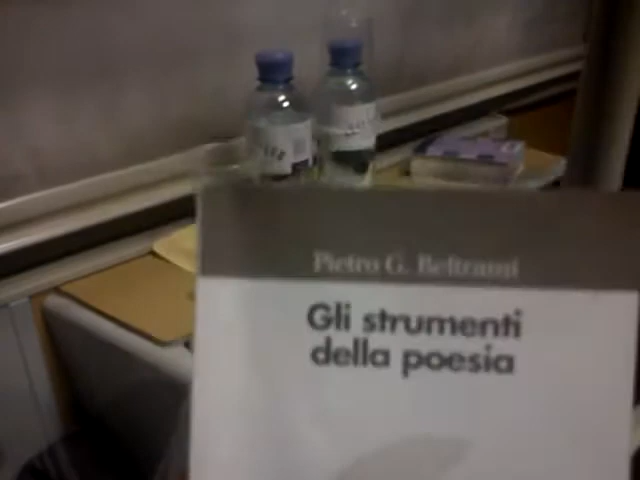 Pietro G. Beltrami
Gli strumenti
della poesia